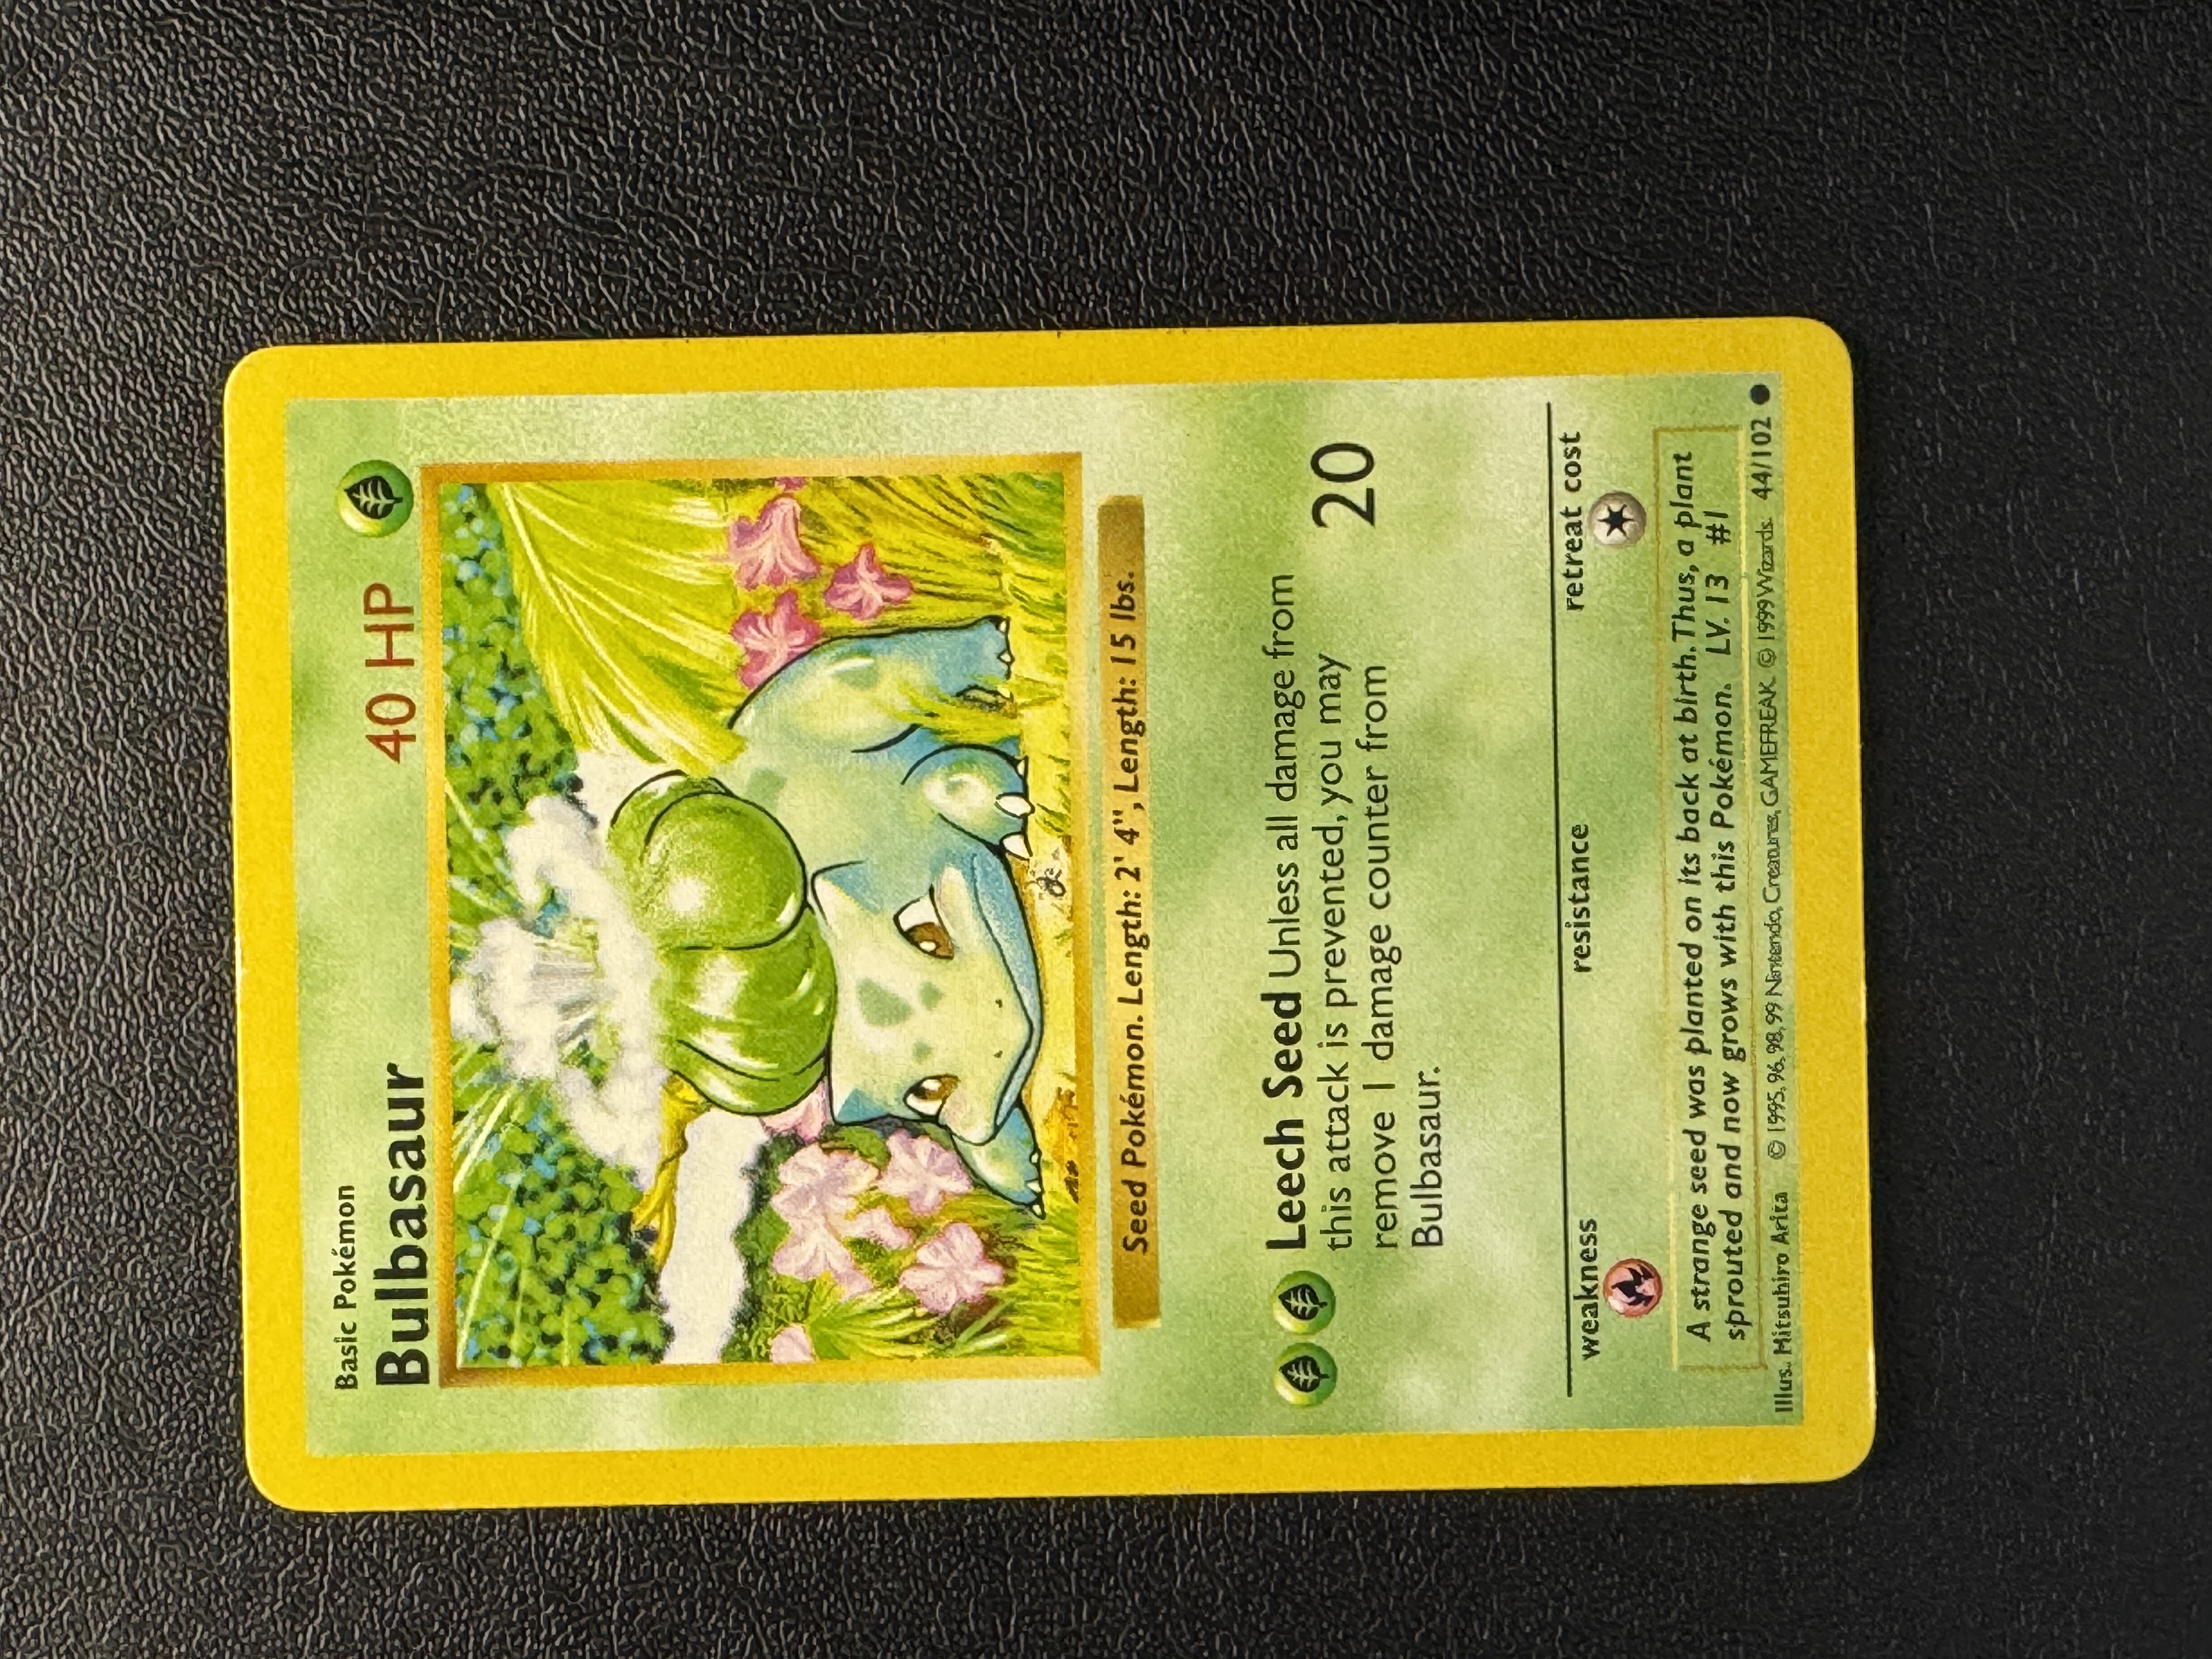 Basic Pokémon
Bulbasaur 40 HP
Seed Pokémon. Length: 2' 4", Length: 15 lbs.
Leech Seed Unless all damage from
this attack is prevented, you may
remove 1 damage counter from
Bulbasaur.
20
weakness resistance retreat cost
A strange seed was planted on its back at birth. Thus, a plant
sprouted and now grows with this Pokémon. LV. 13 #1
Illus. Mitsuhiro Arita © 1995, 96, 98, 99 Nintendo, Creatures, GAMEFREAK. © 1999 Wizards. 44/102